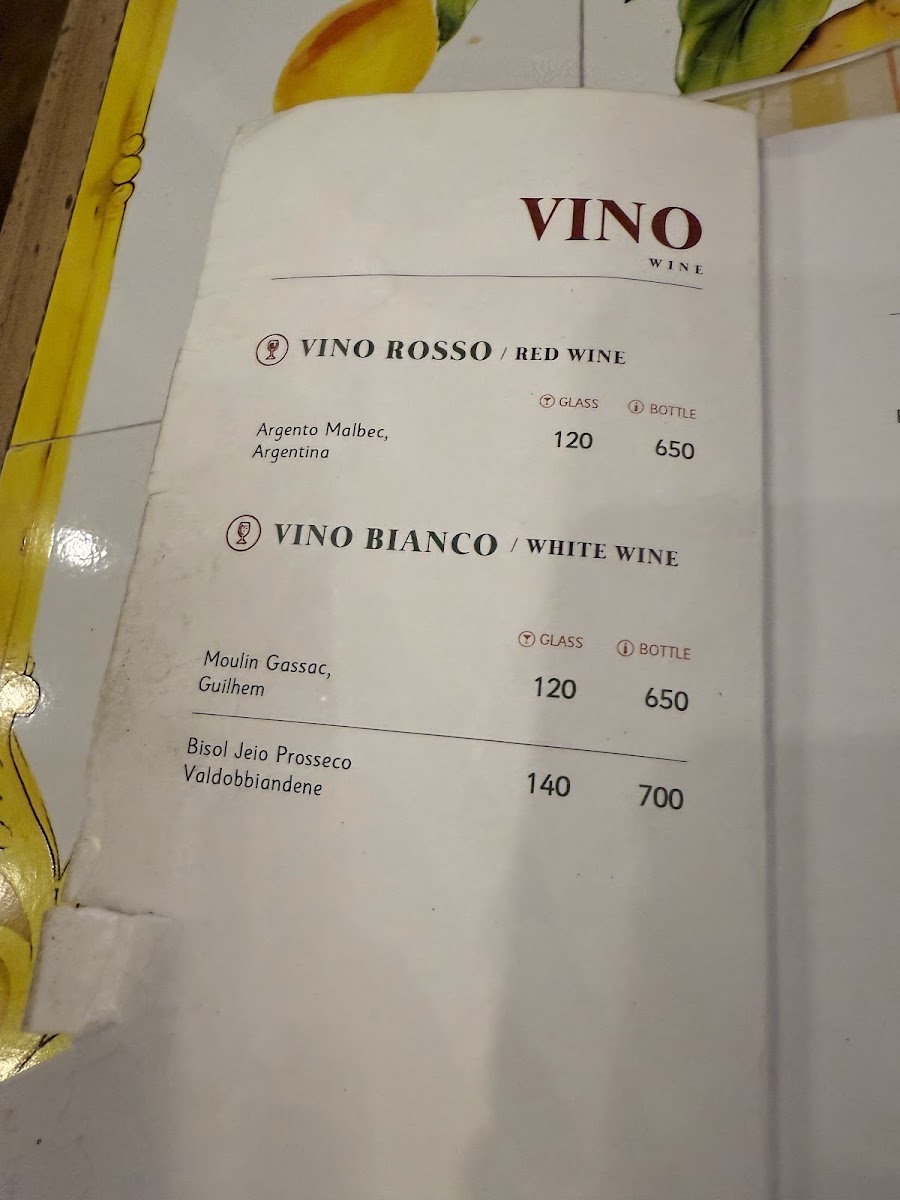 VINO
WINE
VINO ROSSO / RED WINE
GLASS BOTTLE
Argento Malbec, 120 650
Argentina
VINO BIANCO / WHITE WINE
GLASS BOTTLE
Moulin Gassac, 120 650
Guilhem
Bisol Jeio Prosseco 140 700
Valdobbiandene